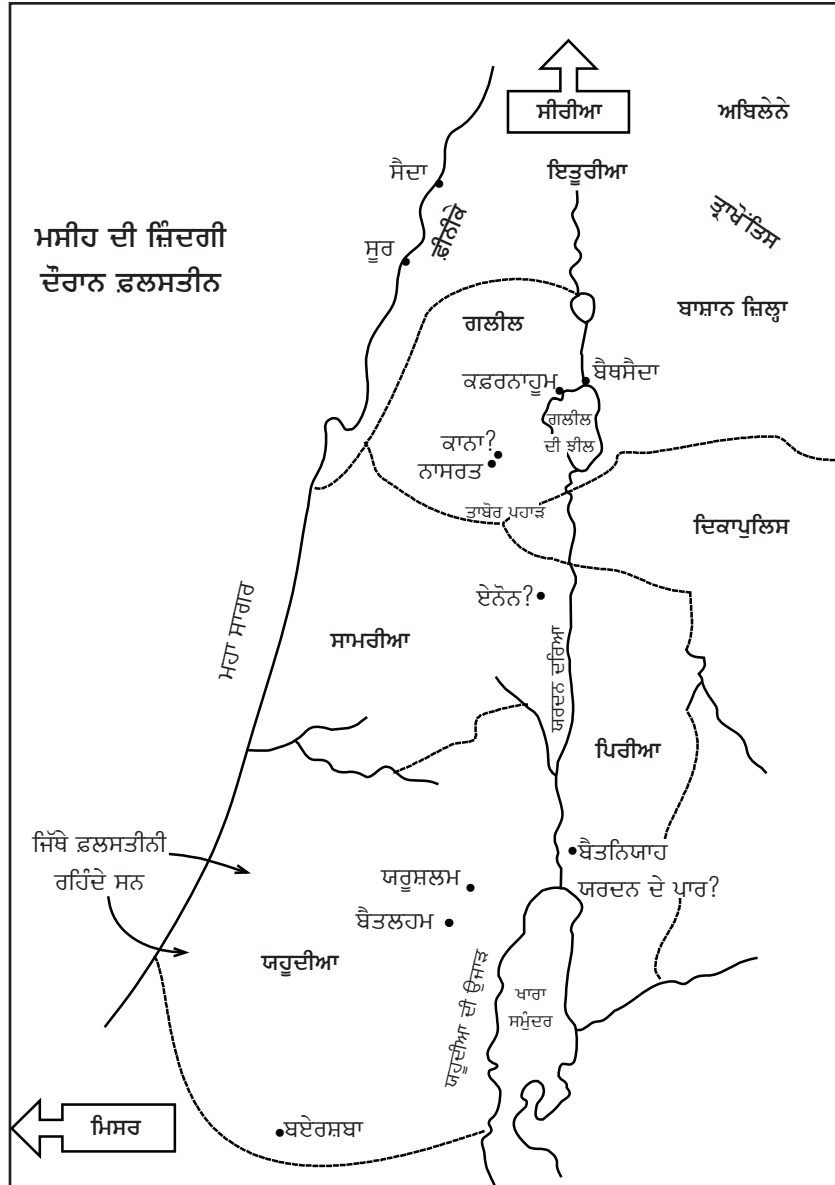 ਸੀਰੀਆ
ਅਬਿਲੇਨੇ
ਸੈਦਾ
ਇਤੂਰੀਆ
ਮਸੀਹ ਦੀ ਜ਼ਿੰਦਗੀ
ਦੌਰਾਨ ਫ਼ਲਸਤੀਨ
ਸੂਰ
ਫ਼ੀਨੀਕੇ
ਤ੍ਰਾਖੋਂਤਿਸ
ਗਲੀਲ
ਬਾਸ਼ਾਨ ਜ਼ਿਲ੍ਹਾ
ਕਫ਼ਰਨਾਹੂਮ
ਬੈਥਸੈਦਾ
ਗਲੀਲ
ਦੀ ਝੀਲ
ਕਾਨਾ?
ਨਾਸਰਤ
ਤਾਬੋਰ ਪਹਾੜ
ਦਿਕਾਪੁਲਿਸ
ਏਨੋਨ?
ਮਹਾ ਸਾਗਰ
ਸਾਮਰੀਆ
ਯਰਦਨ ਦਰਿਆ
ਪਿਰੀਆ
ਜਿੱਥੇ ਫ਼ਲਸਤੀਨੀ
ਰਹਿੰਦੇ ਸਨ
ਬੈਤਨਿਯਾਹ
ਯਰਦਨ ਦੇ ਪਾਰ?
ਯਰੂਸ਼ਲਮ
ਬੈਤਲਹਮ
ਯਹੂਦੀਆ
ਯਹੂਦੀਆ ਦੀ ਉਜਾੜ
ਖਾਰਾ
ਸਮੁੰਦਰ
ਮਿਸਰ
ਬਏਰਸ਼ਬਾ